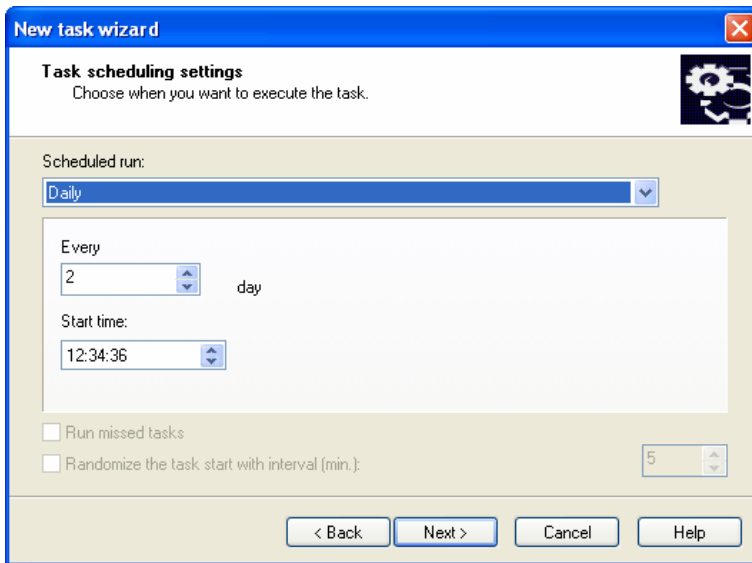 New task wizard
Task scheduling settings
Choose when you want to execute the task.
Scheduled run:
Daily
Every
2
day
Start time:
12:34:36
Run missed tasks
Randomize the task start with interval (min.): 5
< Back Next > Cancel Help